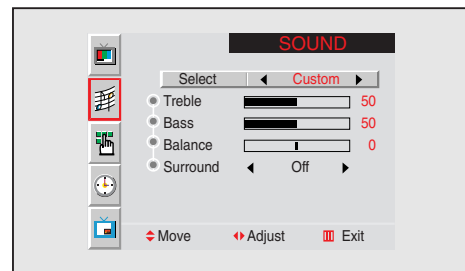 SOUND
Select Custom
Treble 50
Bass 50
Balance 0
Surround Off
Move Adjust Exit